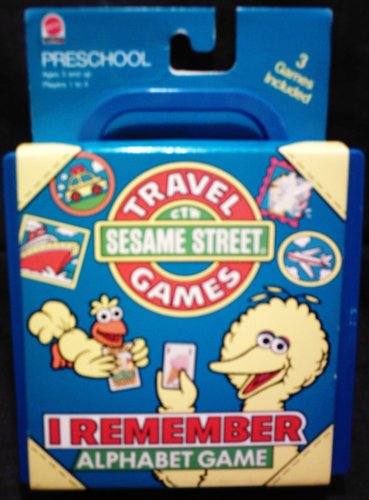 PRESCHOOL
Ages 3 and up
Players 1 to 4
3
Games
Included
TRAVEL
CTW
SESAME STREET
GAMES
I REMEMBER
ALPHABET GAME